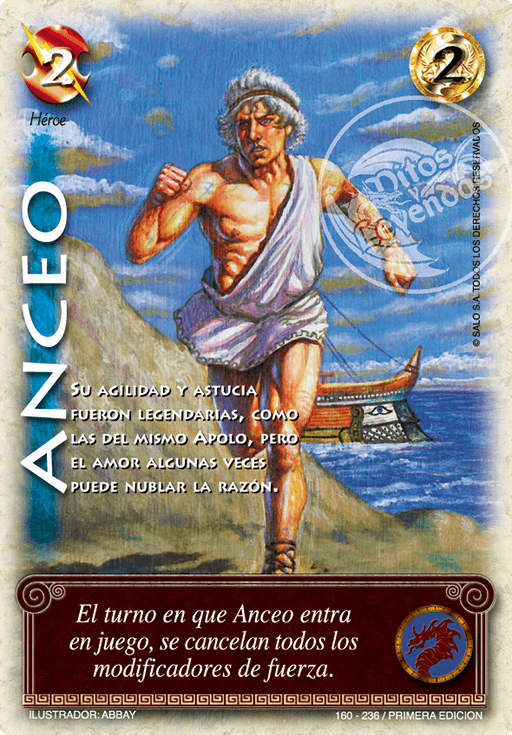 2
2
Héroe
ANCEO
Mitos
y
Leyendas
© SALO S.A. TODOS LOS DERECHOS RESERVADOS
Su agilidad y astucia
fueron legendarias, como
las del mismo Apolo, pero
el amor algunas veces
puede nublar la razón.
El turno en que Anceo entra
en juego, se cancelan todos los
modificadores de fuerza.
ILUSTRADOR: ABBAY
160 - 236 / PRIMERA EDICION